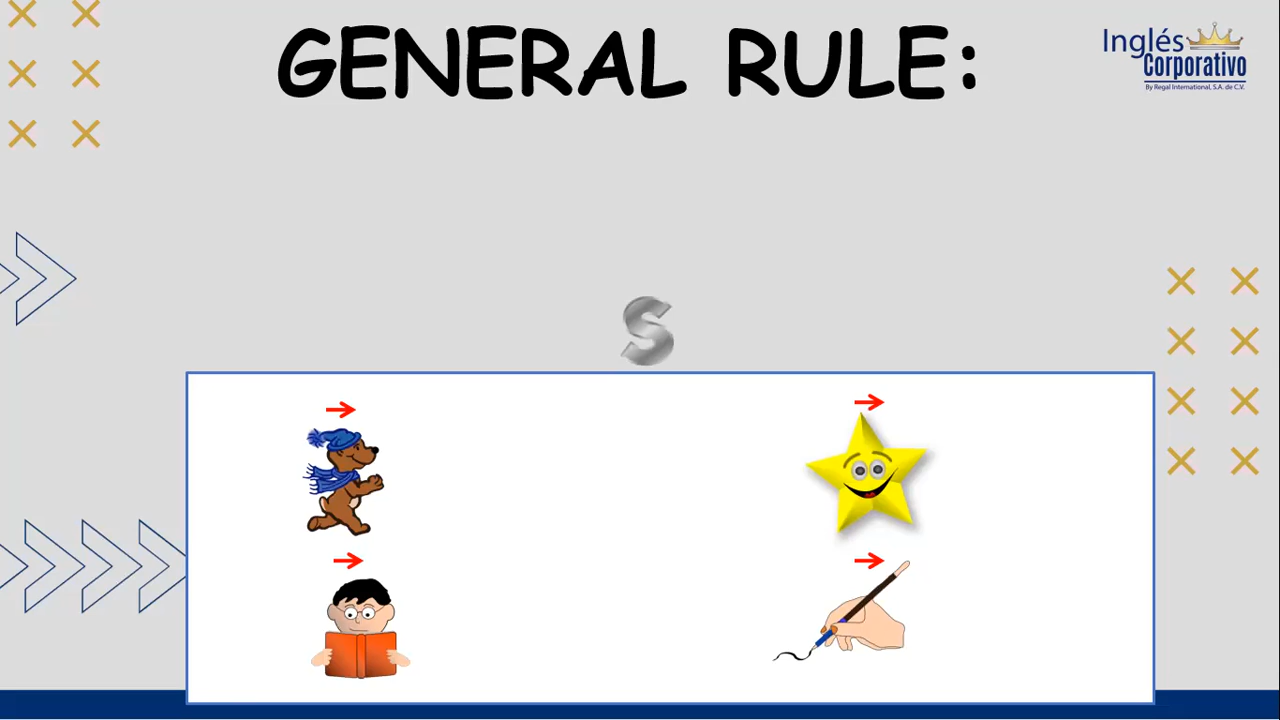 GENERAL RULE:
Inglés
Corporativo
By Regal International, S.A. de C.V.
S